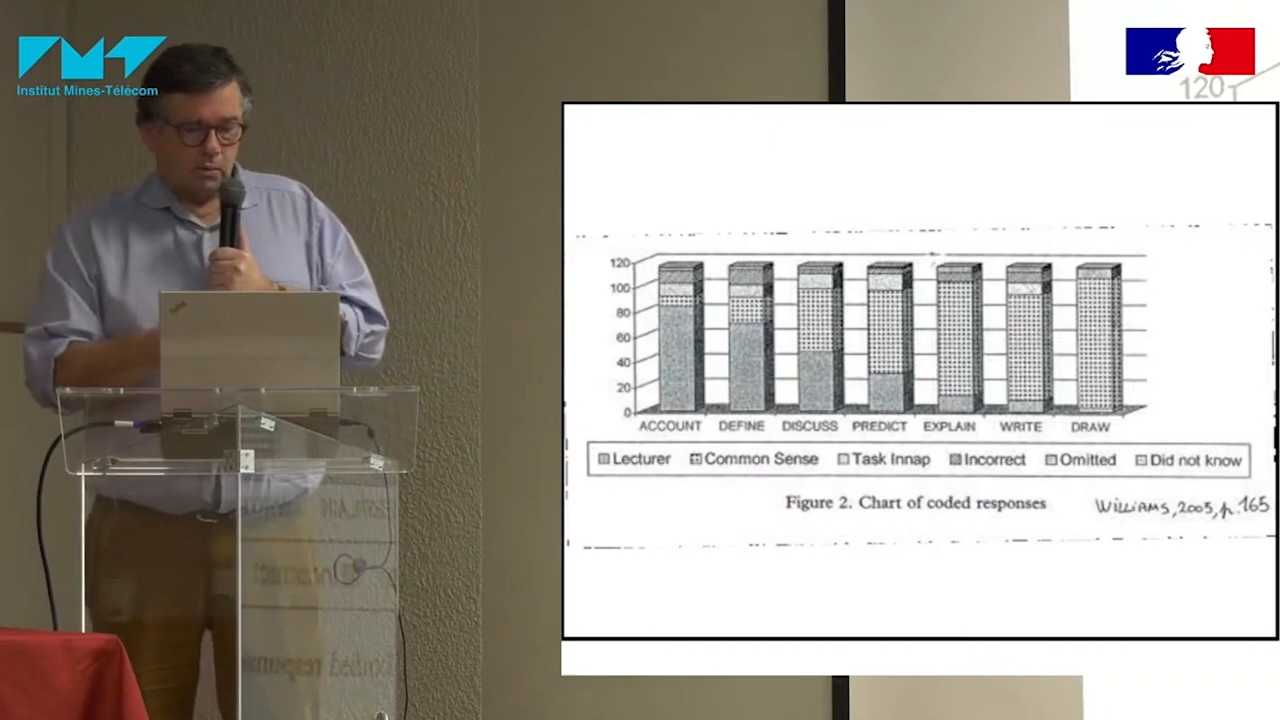 Institut Mines-Télécom
120
120
100
80
60
40
20
0
ACCOUNT DEFINE DISCUSS PREDICT EXPLAIN WRITE DRAW
Lecturer Common Sense Task Innap Incorrect Omitted Did not know
Figure 2. Chart of coded responses
WILLIAMS, 2005, p.165